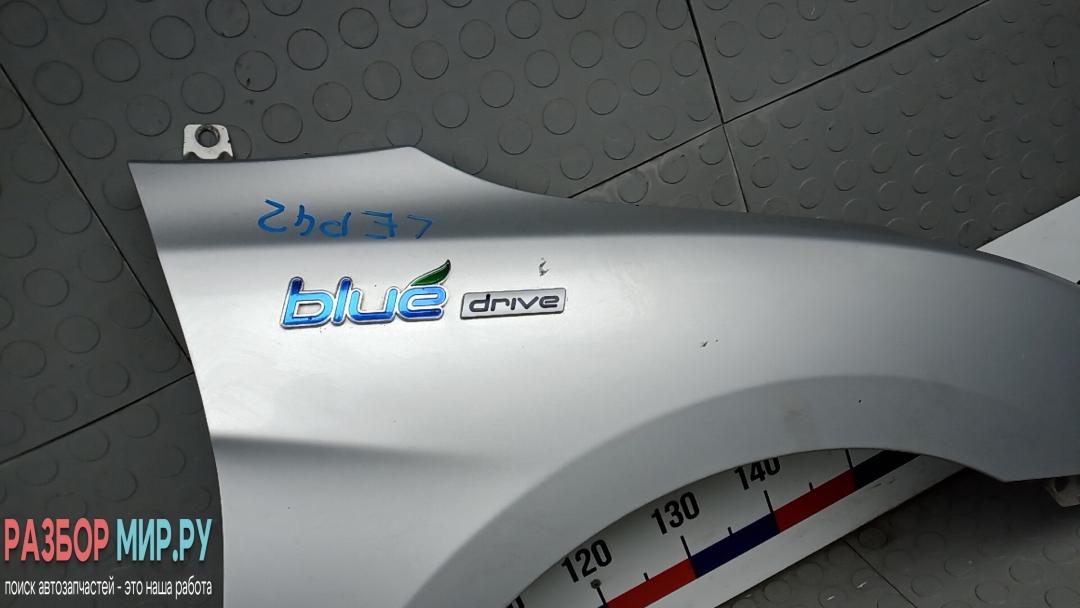 LEP42
blue drive
120 130 140
РАЗБОР МИР.РУ
поиск автозапчастей - это наша работа